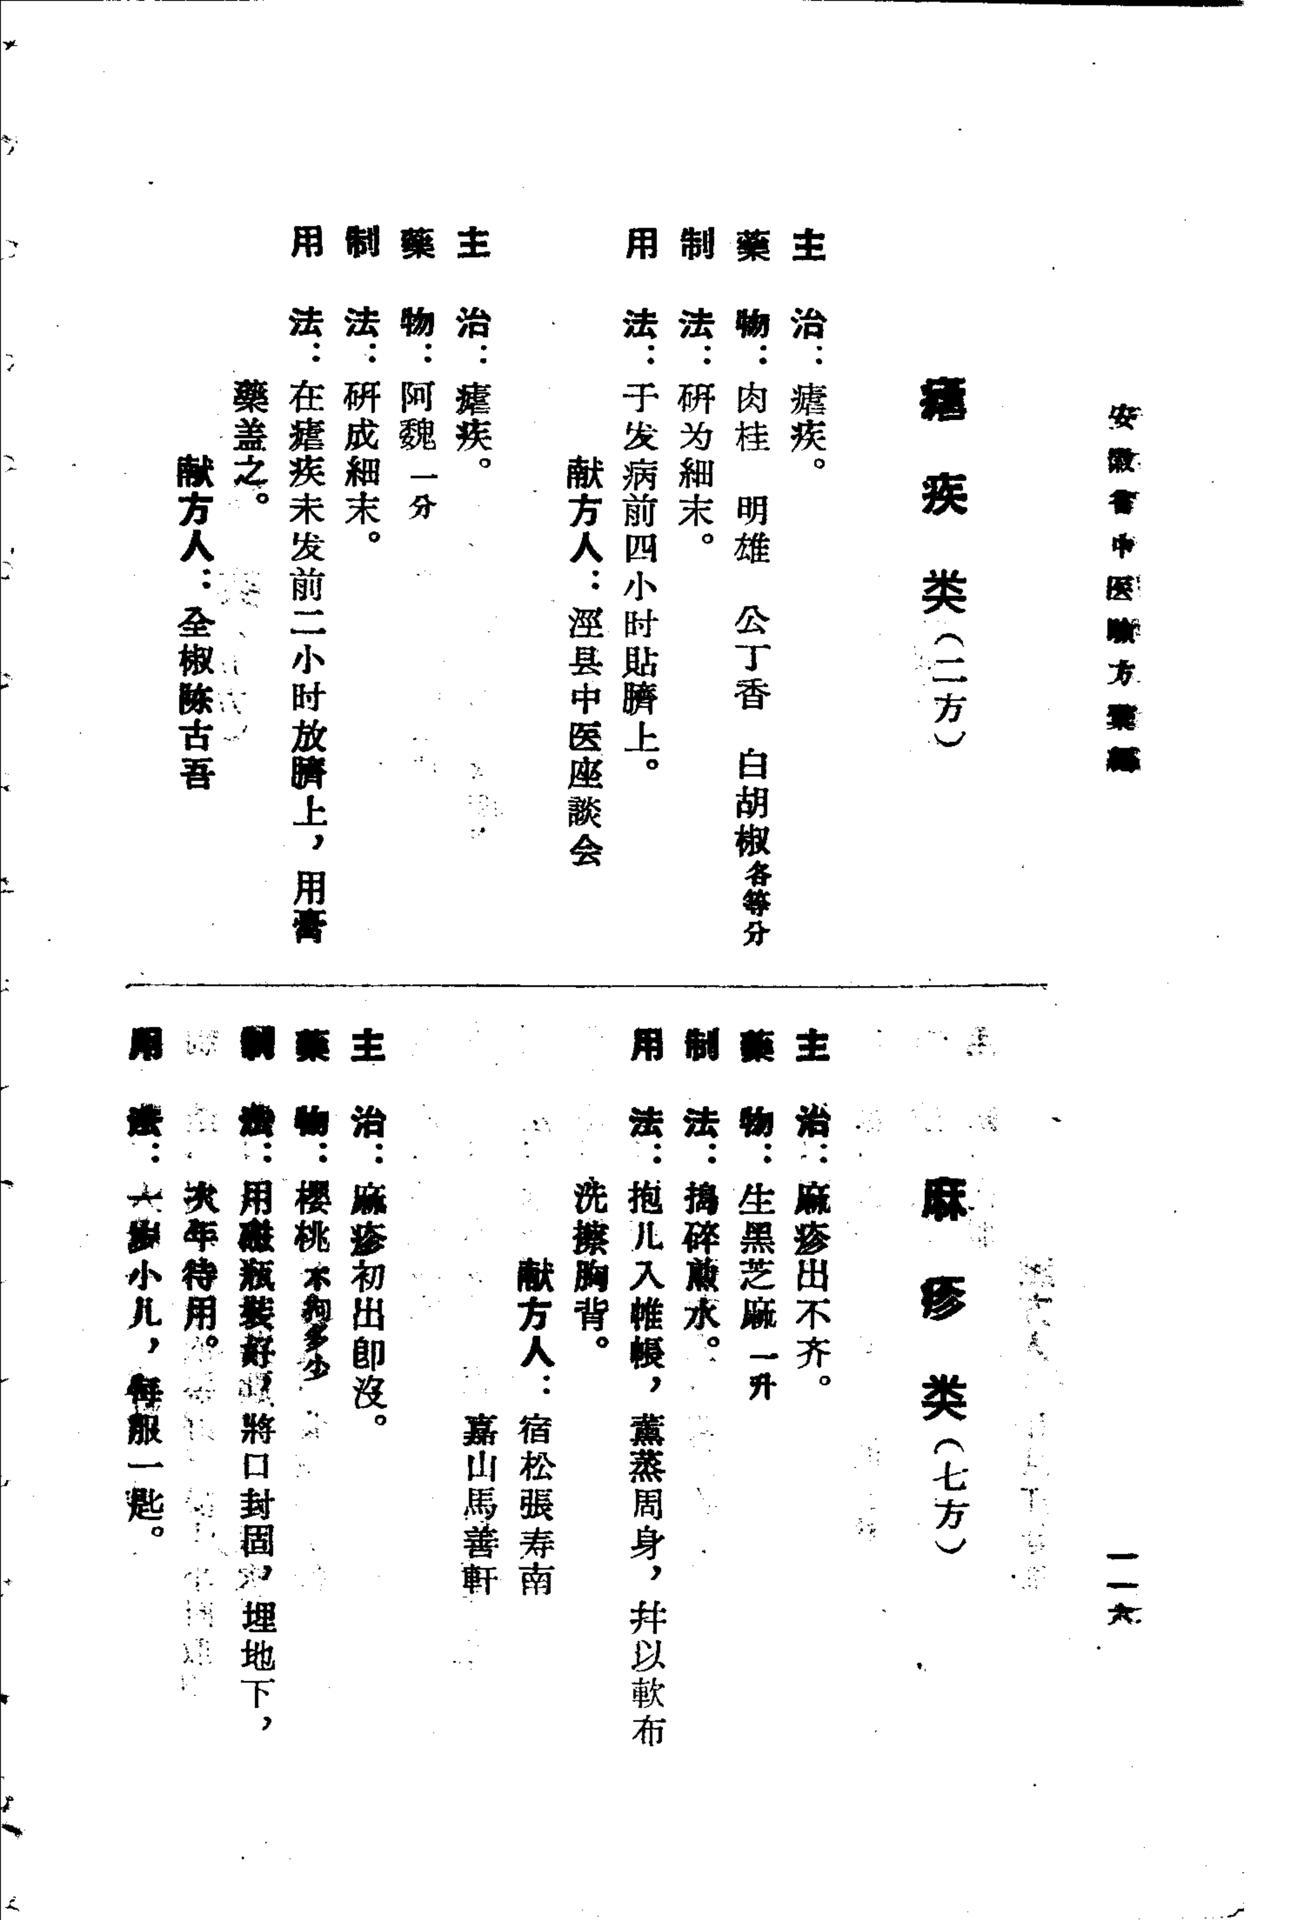 安徽省中医驗方彙編
瘧疾类（二方）
主治：瘧疾。
藥物：肉桂　明雄　公丁香　白胡椒各等分
制法：研为細末。
用法：于发病前四小时貼臍上。
献方人：涇县中医座談会
主治：瘧疾。
藥物：阿魏一分
制法：研成細末。
用法：在瘧疾未发前二小时放臍上，用膏
藥盖之。
献方人：全椒陈古吾
一一六
麻疹类（七方）
主治：麻疹出不齐。
藥物：生黑芝麻一升
制法：搗碎煎水。
用法：抱儿入帷帳，薰蒸周身，幷以軟布
洗擦胸背。
献方人：宿松張寿南
嘉山馬善軒
主治：麻疹初出卽沒。
藥物：櫻桃不拘多少
制法：用磁瓶裝好，將口封固，埋地下，
次年待用。
用法：一岁小儿，每服一匙。